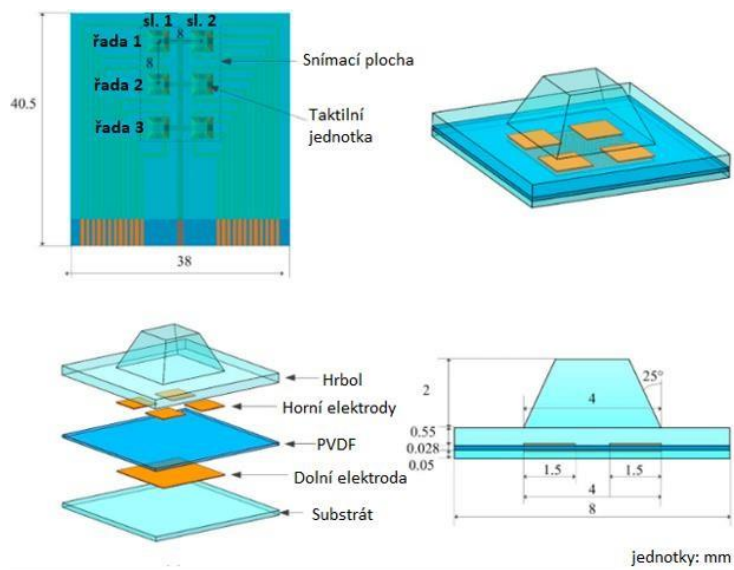 sl. 1 sl. 2
řada 1
8
8
Snímací plocha
řada 2
40.5
Taktilní
jednotka
řada 3
38
Hrbol
Horní elektrody
PVDF
Dolní elektroda
Substrát
2
25°
4
0.55
0.028
0.05
1.5
1.5
4
8
jednotky: mm